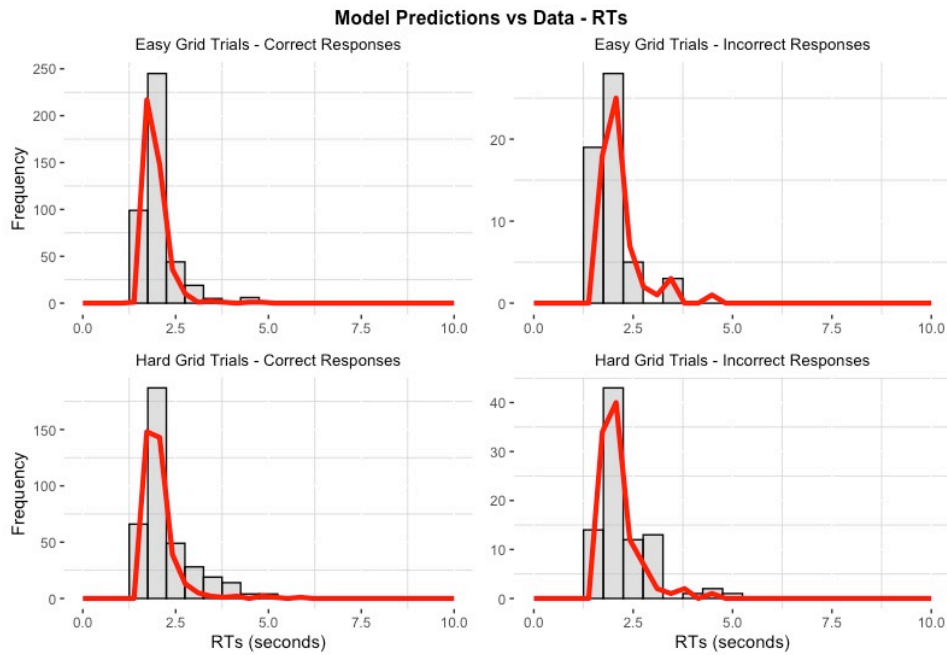 Model Predictions vs Data - RTs
Easy Grid Trials - Correct Responses
Easy Grid Trials - Incorrect Responses
Frequency
250
200
150
100
50
0
20
10
0
0.0 2.5 5.0 7.5 10.0
0.0 2.5 5.0 7.5 10.0
Hard Grid Trials - Correct Responses
Hard Grid Trials - Incorrect Responses
Frequency
150
100
50
0
40
30
20
10
0
0.0 2.5 5.0 7.5 10.0
0.0 2.5 5.0 7.5 10.0
RTs (seconds)
RTs (seconds)